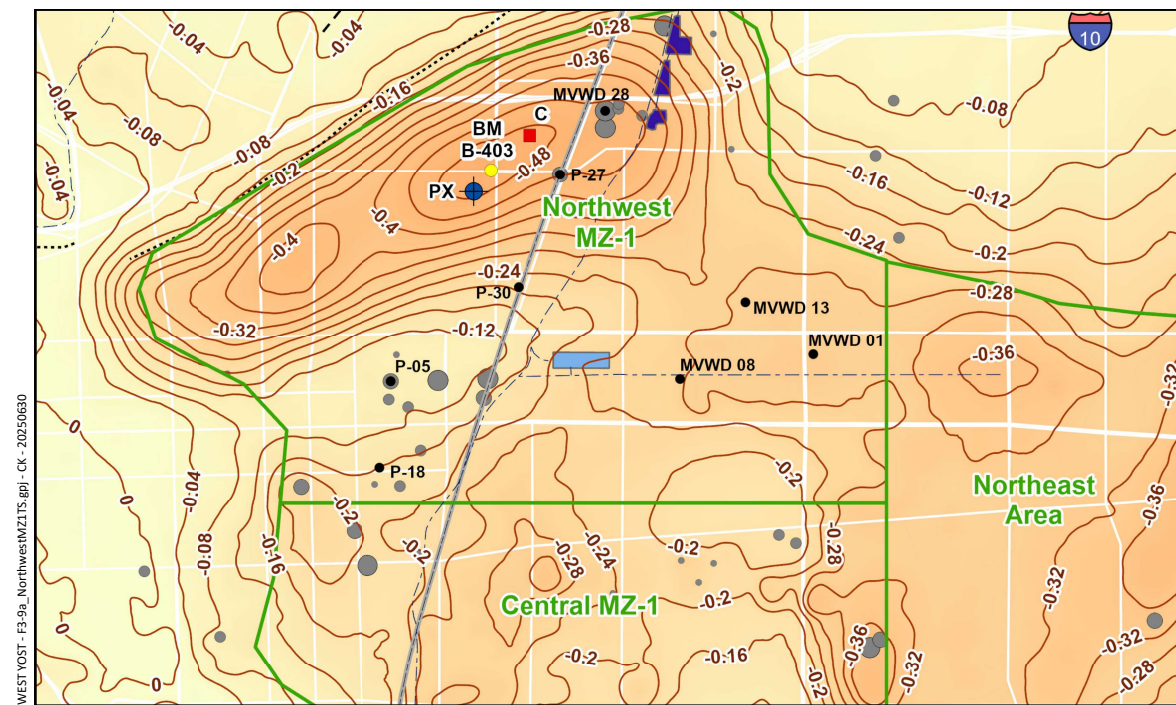 -0.04
-0.04
-0.28
10
-0.36
-0.2
-0.04
-0.16
MVWD 28
-0.08
-0.08
C
BM
B-403
-0.08
-0.48
-0.16
-0.2
P-27
-0.04
PX
-0.12
Northwest
MZ-1
-0.4
-0.24
-0.4
-0.2
-0.24
-0.28
P-30
MVWD 13
-0.32
-0.12
MVWD 01
-0.36
P-05
MVWD 08
-0.32
0
P-18
-0.2
-0.04
Northeast
Area
-0.36
0
-0.2
-0.08
-0.16
-0.2
-0.24
-0.28
-0.2
-0.28
-0.32
Central MZ-1
-0.2
0
-0.36
-0.32
-0.2
-0.16
-0.32
-0.28
0
-0.2
WEST YOST - F3-9a_NorthwestMZ1TS.gpj - CK - 20250630